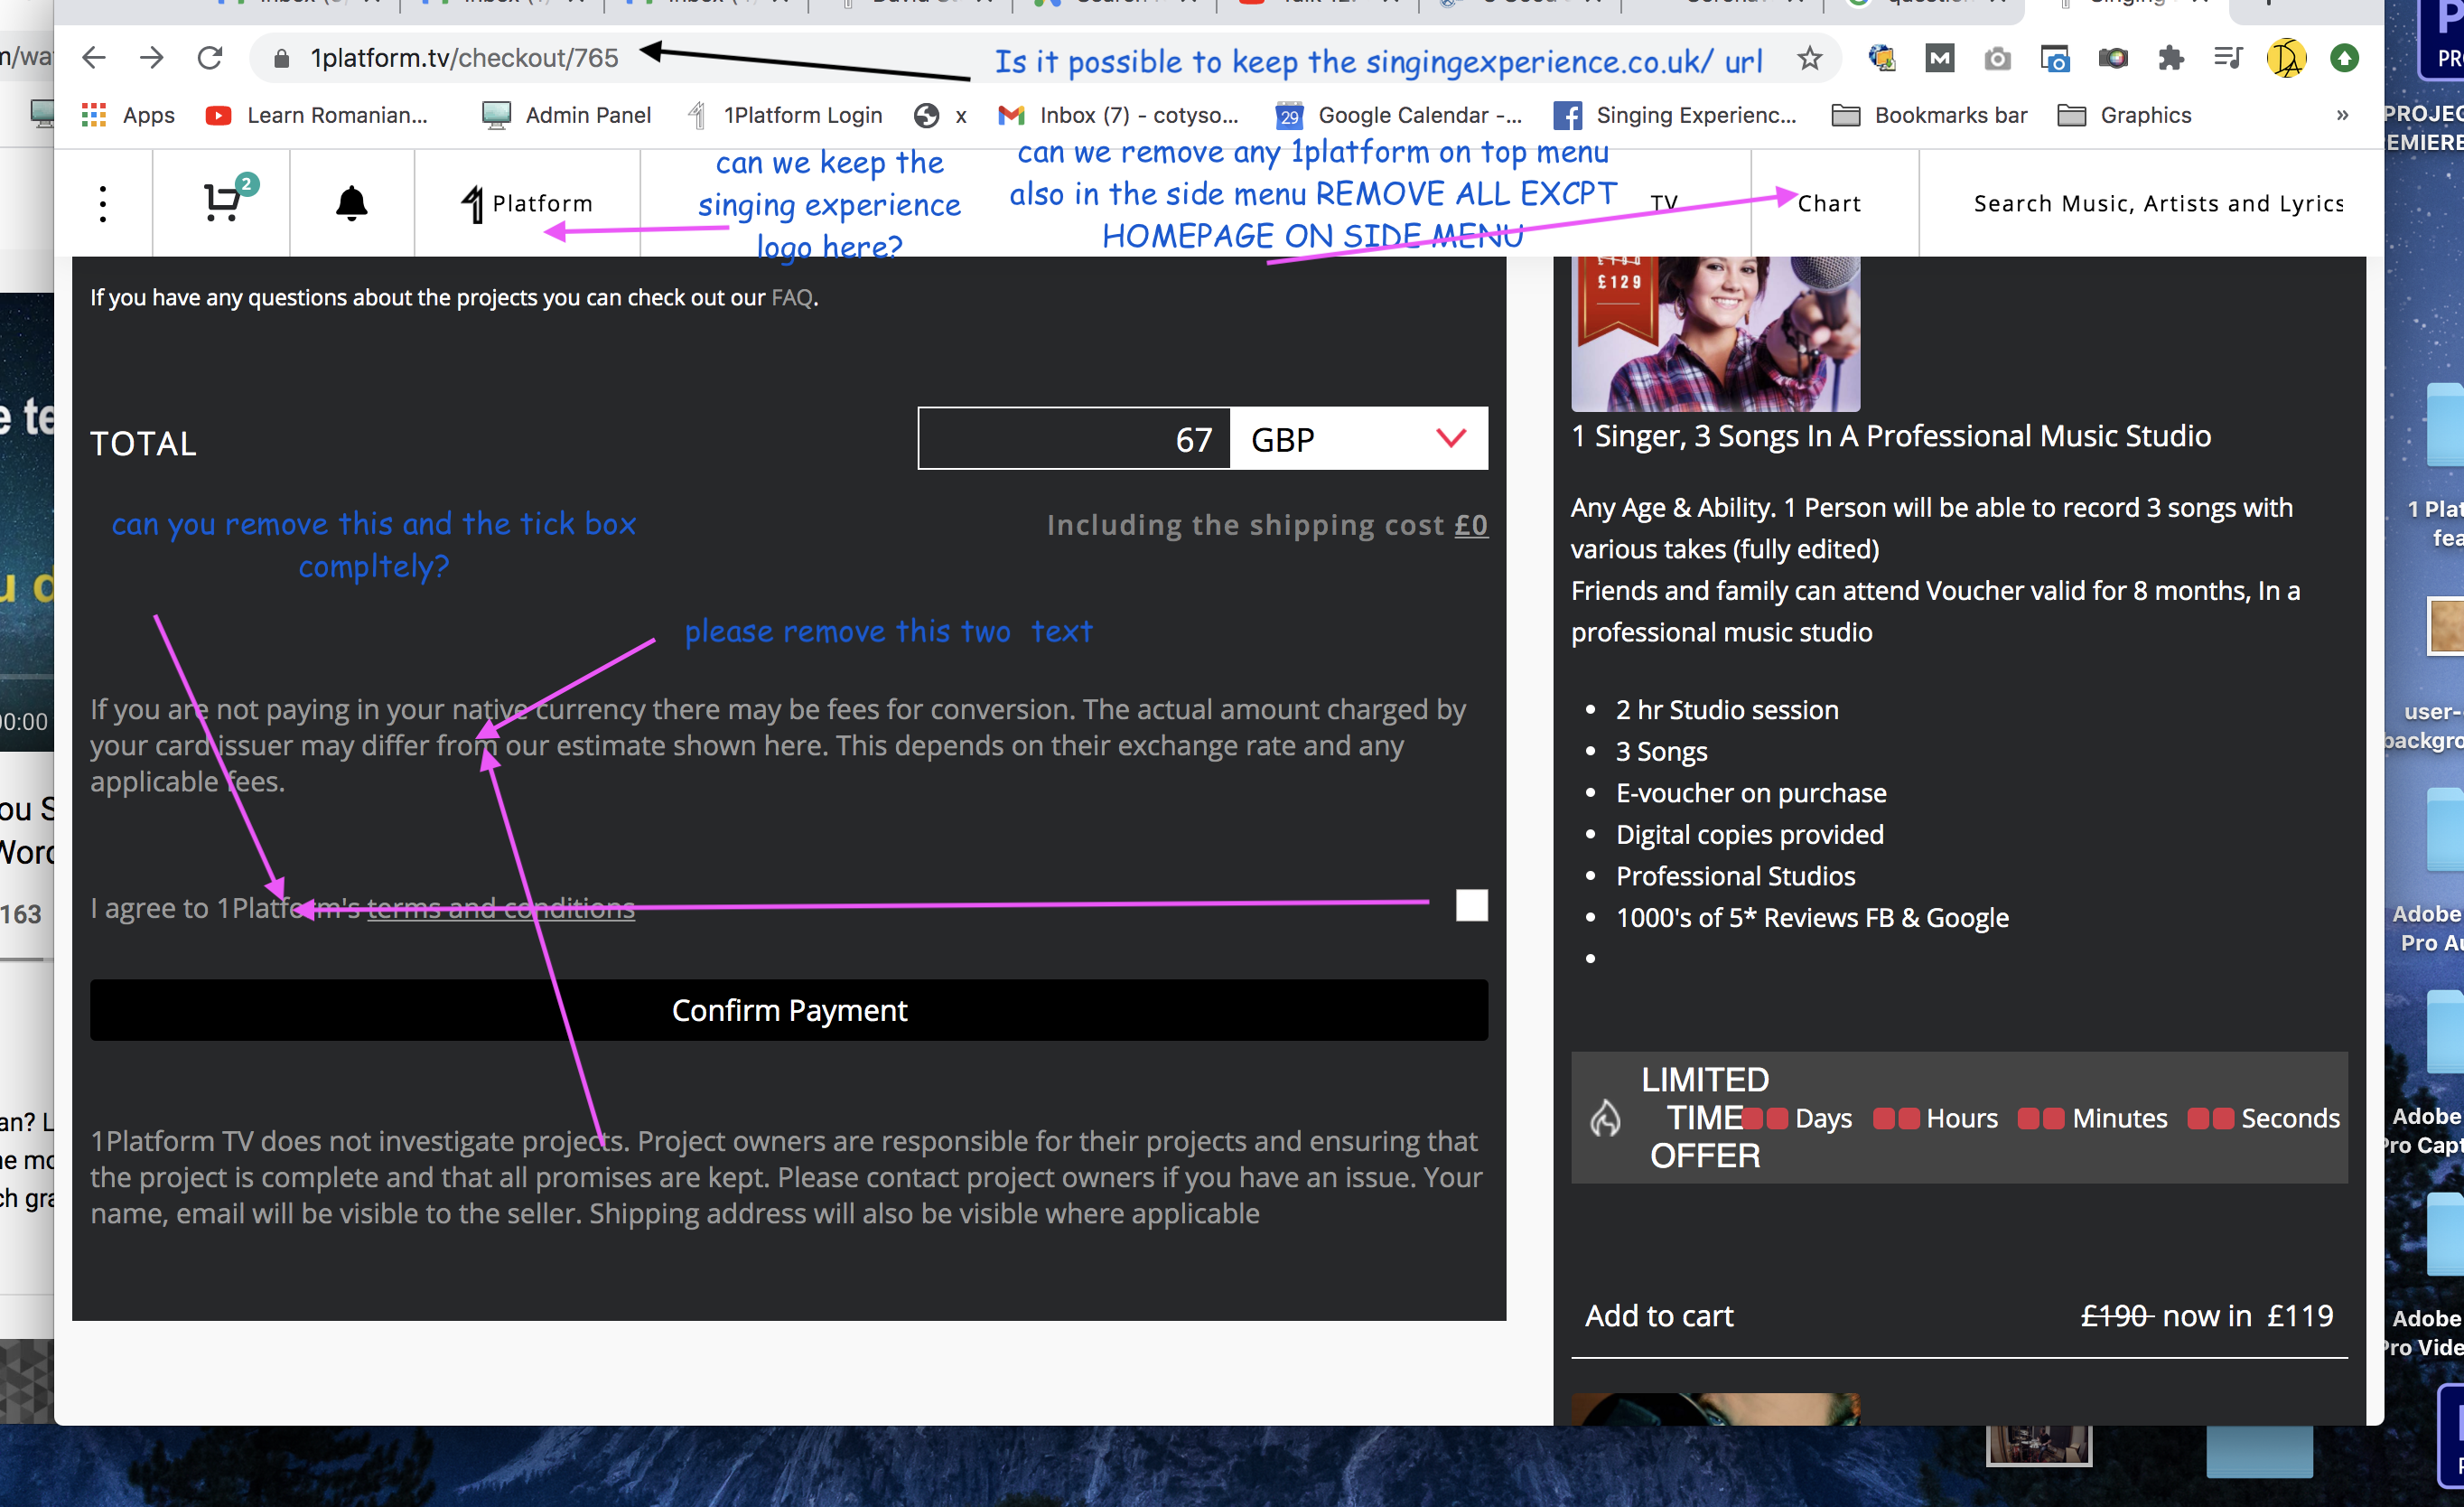 1platform.tv/checkout/765
Is it possible to keep the singingexperience.co.uk/ url
Apps
Learn Romanian...
Admin Panel
1Platform Login
x
Inbox (7) - cotyso...
29
Google Calendar -...
Singing Experienc...
Bookmarks bar
Graphics
»
2
Platform
can we keep the
singing experience
logo here?
can we remove any 1platform on top menu
also in the side menu REMOVE ALL EXCPT
HOMEPAGE ON SIDE MENU
TV
Chart
Search Music, Artists and Lyrics
If you have any questions about the projects you can check out our FAQ.
TOTAL
67
GBP
Including the shipping cost £0
can you remove this and the tick box
compltely?
please remove this two text
If you are not paying in your native currency there may be fees for conversion. The actual amount charged by
your card issuer may differ from our estimate shown here. This depends on their exchange rate and any
applicable fees.
I agree to 1Platform's terms and conditions
Confirm Payment
1Platform TV does not investigate projects. Project owners are responsible for their projects and ensuring that
the project is complete and that all promises are kept. Please contact project owners if you have an issue. Your
name, email will be visible to the seller. Shipping address will also be visible where applicable
£129
1 Singer, 3 Songs In A Professional Music Studio
Any Age & Ability. 1 Person will be able to record 3 songs with
various takes (fully edited)
Friends and family can attend Voucher valid for 8 months, In a
professional music studio
2 hr Studio session
3 Songs
E-voucher on purchase
Digital copies provided
Professional Studios
1000's of 5* Reviews FB & Google
LIMITED
TIME
OFFER
Days
Hours
Minutes
Seconds
Add to cart
£190 now in £119
00:00
163
Adobe
Adobe
Adobe